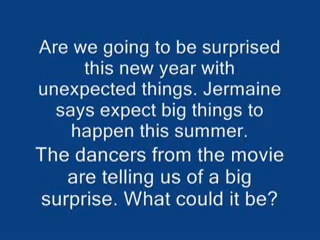 Are we going to be surprised
this new year with
unexpected things. Jermaine
says expect big things to
happen this summer.
The dancers from the movie
are telling us of a big
surprise. What could it be?